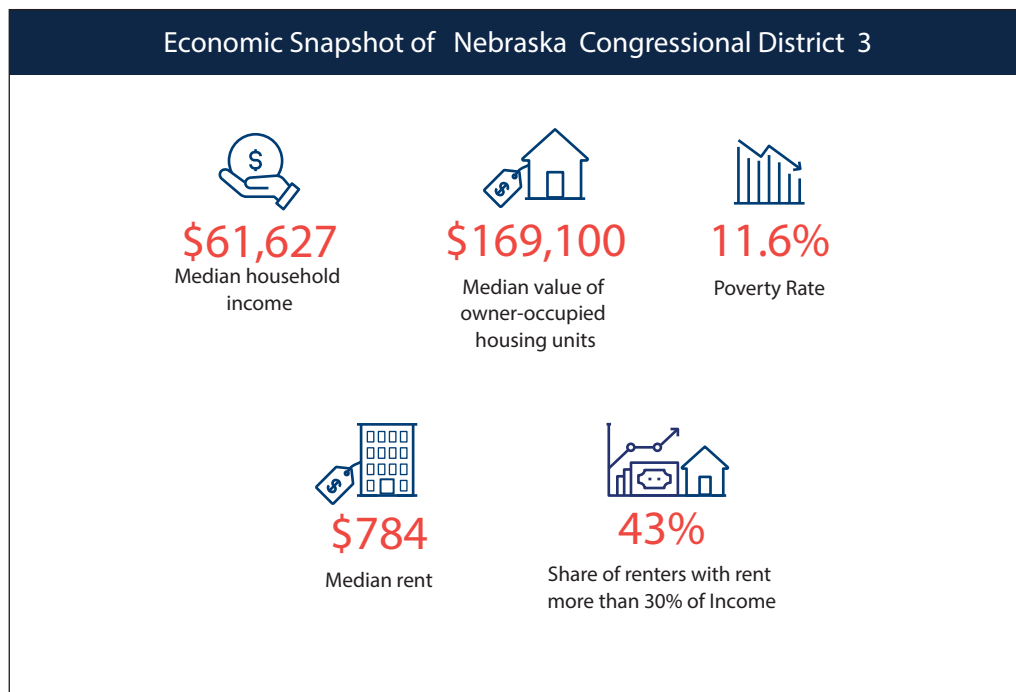 Economic Snapshot of Nebraska Congressional District 3
$
$
$61,627
$169,100
11.6%
Median household
income
Median value of
owner-occupied
housing units
Poverty Rate
$
$784
43%
Median rent
Share of renters with rent
more than 30% of Income